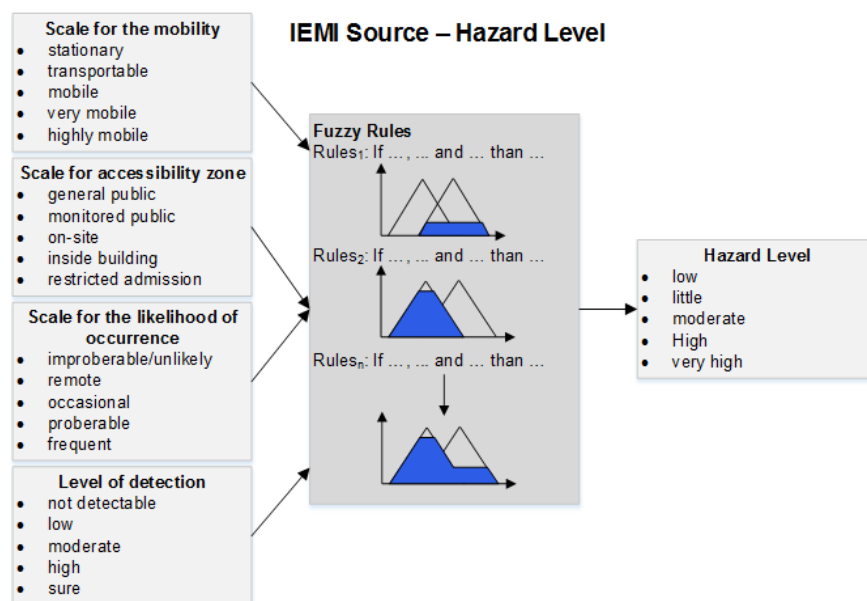 IEMI Source – Hazard Level
Scale for the mobility
• stationary
• transportable
• mobile
• very mobile
• highly mobile
Scale for accessibility zone
• general public
• monitored public
• on-site
• inside building
• restricted admission
Scale for the likelihood of
occurrence
• improberable/unlikely
• remote
• occasional
• proberable
• frequent
Level of detection
• not detectable
• low
• moderate
• high
• sure
Fuzzy Rules
Rules₁: If ... , ... and ... than ...
Rules₂: If ... , ... and ... than ...
Rulesₙ: If ... , ... and ... than ...
Hazard Level
• low
• little
• moderate
• High
• very high